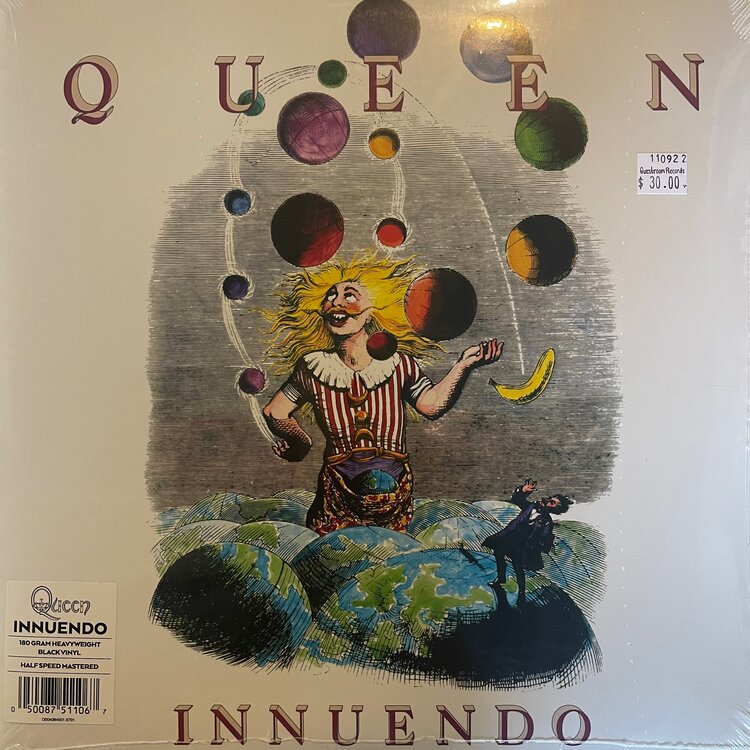 QUEEN
110922
Guestroom Records
$ 30.00
Queen
INNUENDO
180 GRAM HEAVYWEIGHT
BLACK VINYL
HALF SPEED MASTERED
0 50087 51106 7
INNUENDO